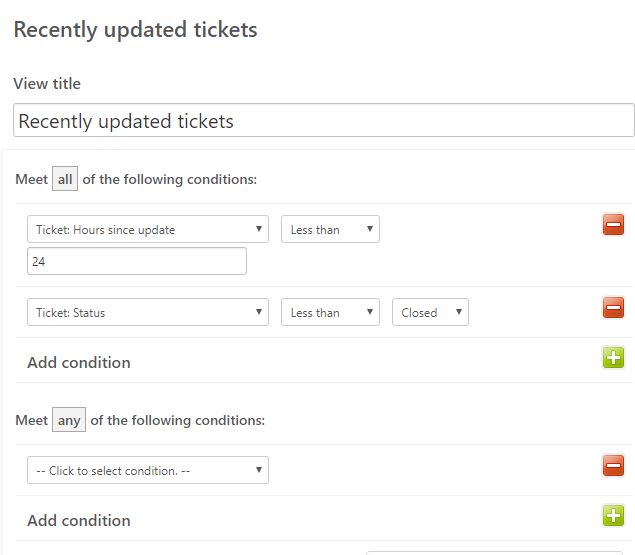 Recently updated tickets
View title
Recently updated tickets
Meet all of the following conditions:
Ticket: Hours since update Less than
24
Ticket: Status Less than Closed
Add condition
Meet any of the following conditions:
-- Click to select condition. --
Add condition